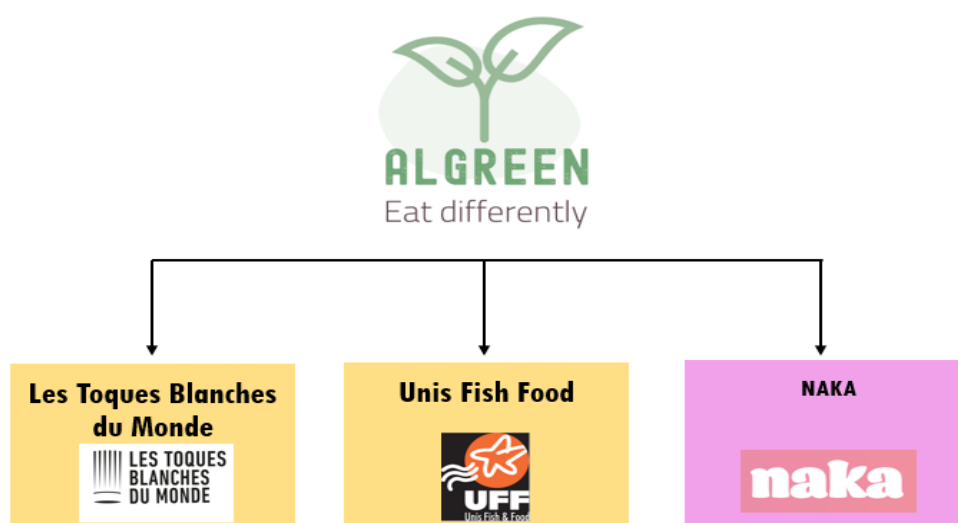 ALGREEN
Eat differently
Les Toques Blanches
du Monde
LES TOQUES
BLANCHES
DU MONDE
Unis Fish Food
UFF
Unis Fish & Food
NAKA
naka